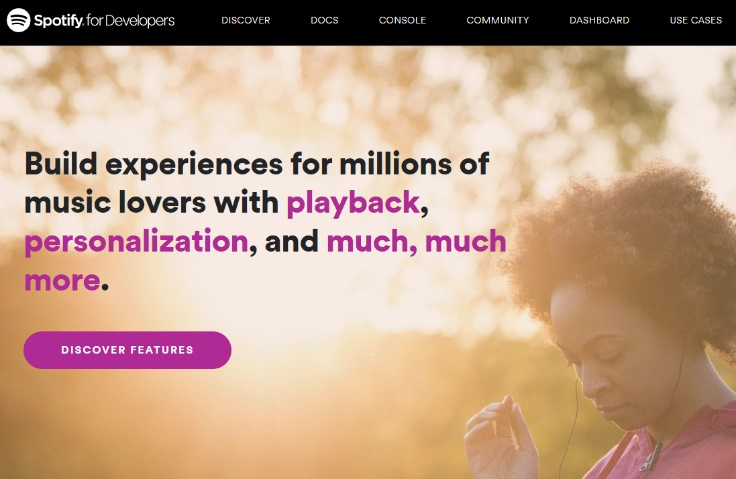 Spotify for Developers
DISCOVER
DOCS
CONSOLE
COMMUNITY
DASHBOARD
USE CASES
Build experiences for millions of
music lovers with playback,
personalization, and much, much
more.
DISCOVER FEATURES